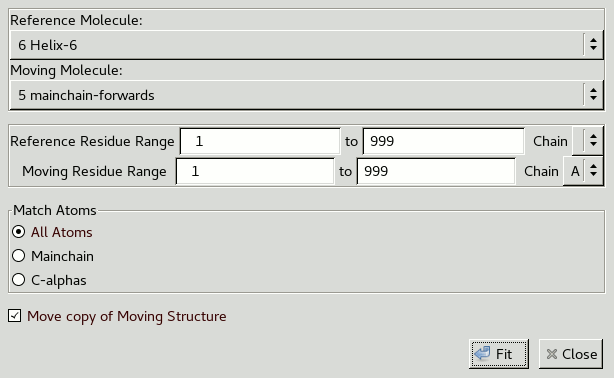 Reference Molecule:
6 Helix-6
Moving Molecule:
5 mainchain-forwards
Reference Residue Range 1 to 999 Chain
Moving Residue Range 1 to 999 Chain A
Match Atoms
All Atoms
Mainchain
C-alphas
Move copy of Moving Structure
Fit Close